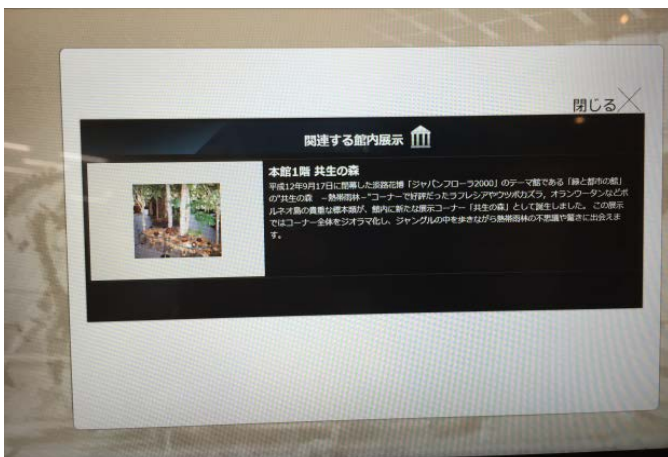 閉じる
関連する館内展示
本館1階 共生の森
平成12年9月17日に閉幕した淡路花博「ジャパンフローラ2000」のテーマ館である「緑と都市の館」
の“共生の森 －熱帯雨林－”コーナーで好評だったラフレシアやウツボカズラ，オランウータンなどボ
ルネオ島の貴重な標本類が、館内に新たな展示コーナー「共生の森」として誕生しました。 この展示
ではコーナー全体をジオラマ化し、ジャングルの中を歩きながら熱帯雨林の不思議や驚きに出会えま
す。